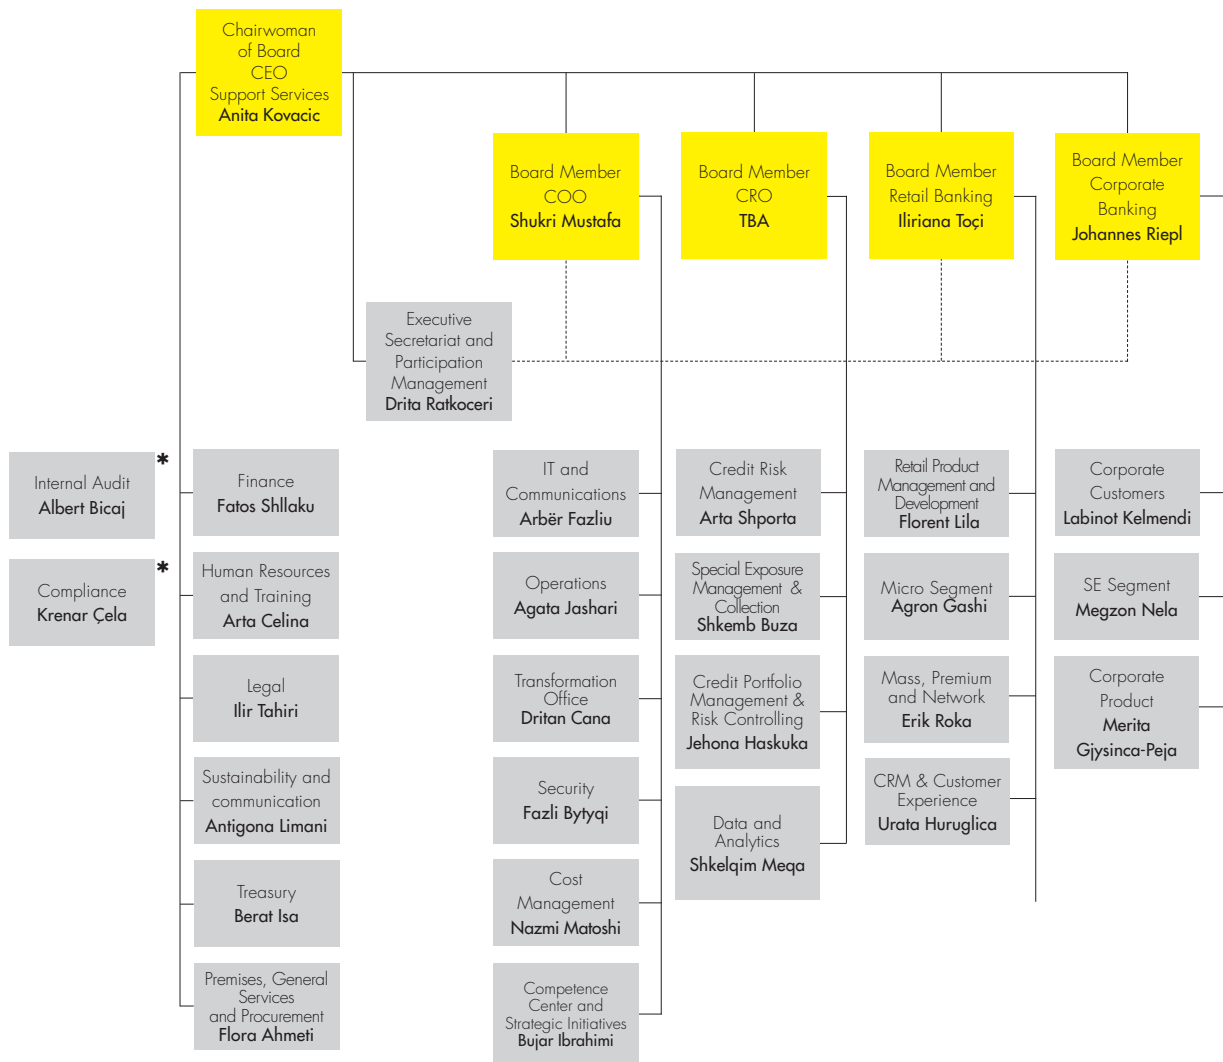 Chairwoman
of Board
CEO
Support Services
Anita Kovacic
Board Member
COO
Shukri Mustafa
Board Member
CRO
TBA
Board Member
Retail Banking
Iliriana Toçi
Board Member
Corporate
Banking
Johannes Riepl
Executive
Secretariat and
Participation
Management
Drita Ratkoceri
Internal Audit
Albert Bicaj
*
Compliance
Krenar Çela
*
Finance
Fatos Shllaku
Human Resources
and Training
Arta Celina
Legal
Ilir Tahiri
Sustainability and
communication
Antigona Limani
Treasury
Berat Isa
Premises, General
Services
and Procurement
Flora Ahmeti
IT and
Communications
Arbër Fazliu
Operations
Agata Jashari
Transformation
Office
Dritan Cana
Security
Fazli Bytyqi
Cost
Management
Nazmi Matoshi
Competence
Center and
Strategic Initiatives
Bujar Ibrahimi
Credit Risk
Management
Arta Shporta
Special Exposure
Management &
Collection
Shkemb Buza
Credit Portfolio
Management &
Risk Controlling
Jehona Haskuka
Data and
Analytics
Shkelqim Meqa
Retail Product
Management and
Development
Florent Lila
Micro Segment
Agron Gashi
Mass, Premium
and Network
Erik Roka
CRM & Customer
Experience
Urata Huruglica
Corporate
Customers
Labinot Kelmendi
SE Segment
Megzon Nela
Corporate
Product
Merita
Gjysinca-Peja